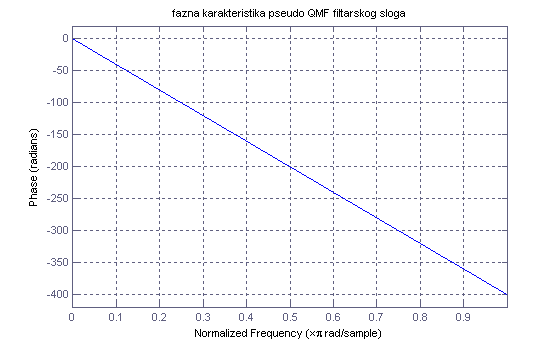 fazna karakteristika pseudo QMF filtarskog sloga
0
-50
-100
-150
-200
-250
-300
-350
-400
Phase (radians)
0 0.1 0.2 0.3 0.4 0.5 0.6 0.7 0.8 0.9
Normalized Frequency (×π rad/sample)